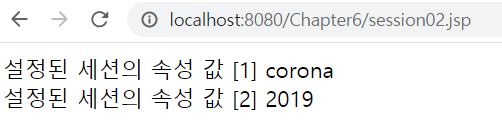 localhost:8080/Chapter6/session02.jsp
설정된 세션의 속성 값 [1] corona
설정된 세션의 속성 값 [2] 2019